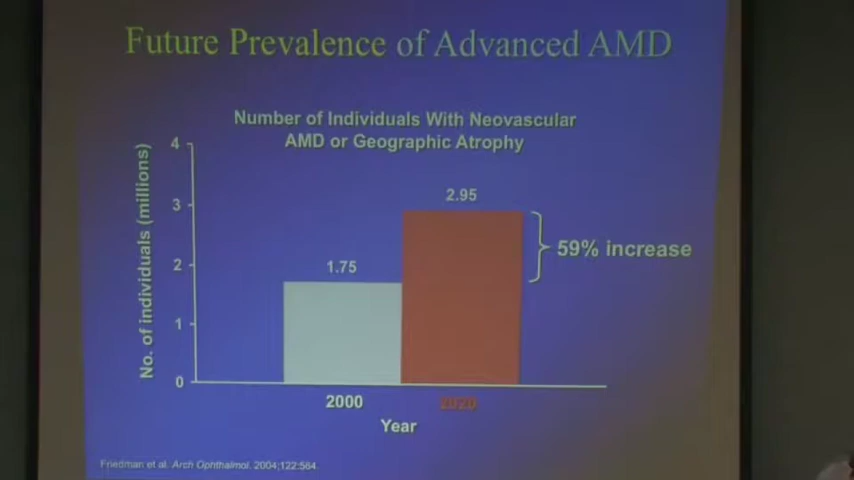 Future Prevalence of Advanced AMD
Number of Individuals With Neovascular
AMD or Geographic Atrophy
No. of individuals (millions)
4
3
2
1
0
1.75
2.95
59% increase
2000
2020
Year
Friedman et al. Arch Ophthalmol. 2004;122:564.